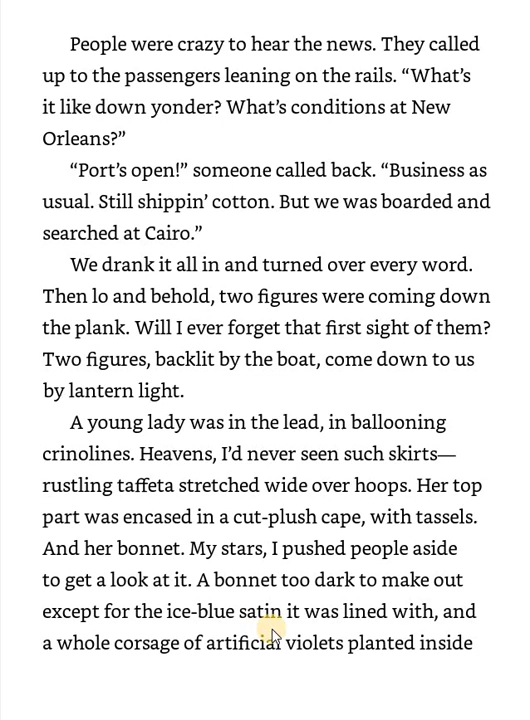 People were crazy to hear the news. They called
up to the passengers leaning on the rails. “What’s
it like down yonder? What’s conditions at New
Orleans?”
“Port’s open!” someone called back. “Business as
usual. Still shippin’ cotton. But we was boarded and
searched at Cairo.”
We drank it all in and turned over every word.
Then lo and behold, two figures were coming down
the plank. Will I ever forget that first sight of them?
Two figures, backlit by the boat, come down to us
by lantern light.
A young lady was in the lead, in ballooning
crinolines. Heavens, I’d never seen such skirts—
rustling taffeta stretched wide over hoops. Her top
part was encased in a cut-plush cape, with tassels.
And her bonnet. My stars, I pushed people aside
to get a look at it. A bonnet too dark to make out
except for the ice-blue satin it was lined with, and
a whole corsage of artificial violets planted inside